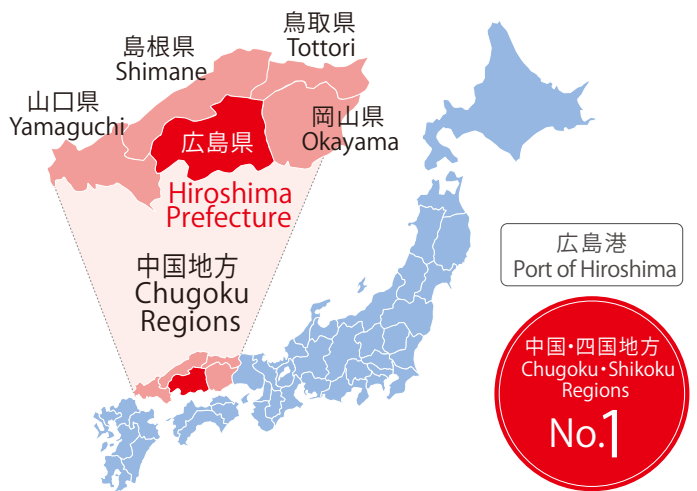 鳥取県
Tottori
島根県
Shimane
山口県
Yamaguchi
岡山県
Okayama
広島県
Hiroshima
Prefecture
中国地方
Chugoku
Regions
広島港
Port of Hiroshima
中国・四国地方
Chugoku・Shikoku
Regions
No.1